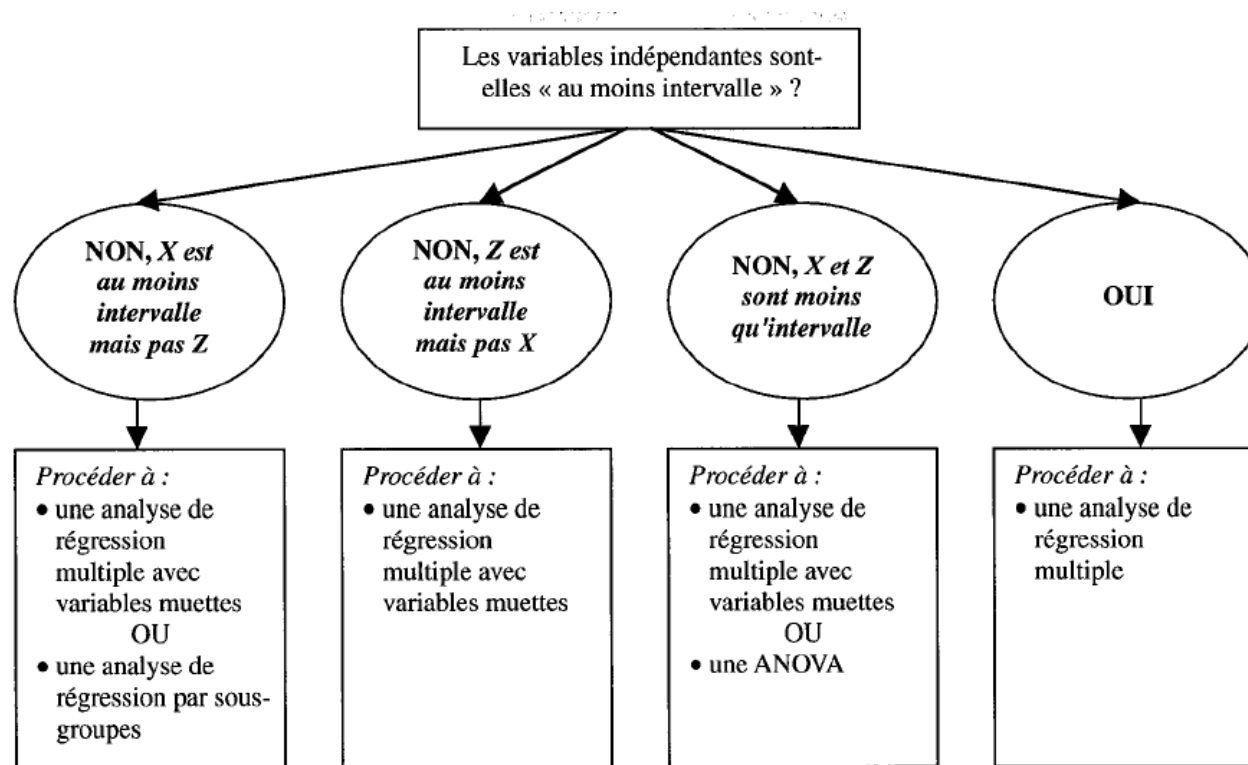 Les variables indépendantes sont-
elles « au moins intervalle » ?
NON, X est
au moins
intervalle
mais pas Z
NON, Z est
au moins
intervalle
mais pas X
NON, X et Z
sont moins
qu'intervalle
OUI
Procéder à :
• une analyse de
régression
multiple avec
variables muettes
OU
• une analyse de
régression par sous-
groupes
Procéder à :
• une analyse de
régression
multiple avec
variables muettes
Procéder à :
• une analyse de
régression
multiple avec
variables muettes
OU
• une ANOVA
Procéder à :
• une analyse de
régression
multiple